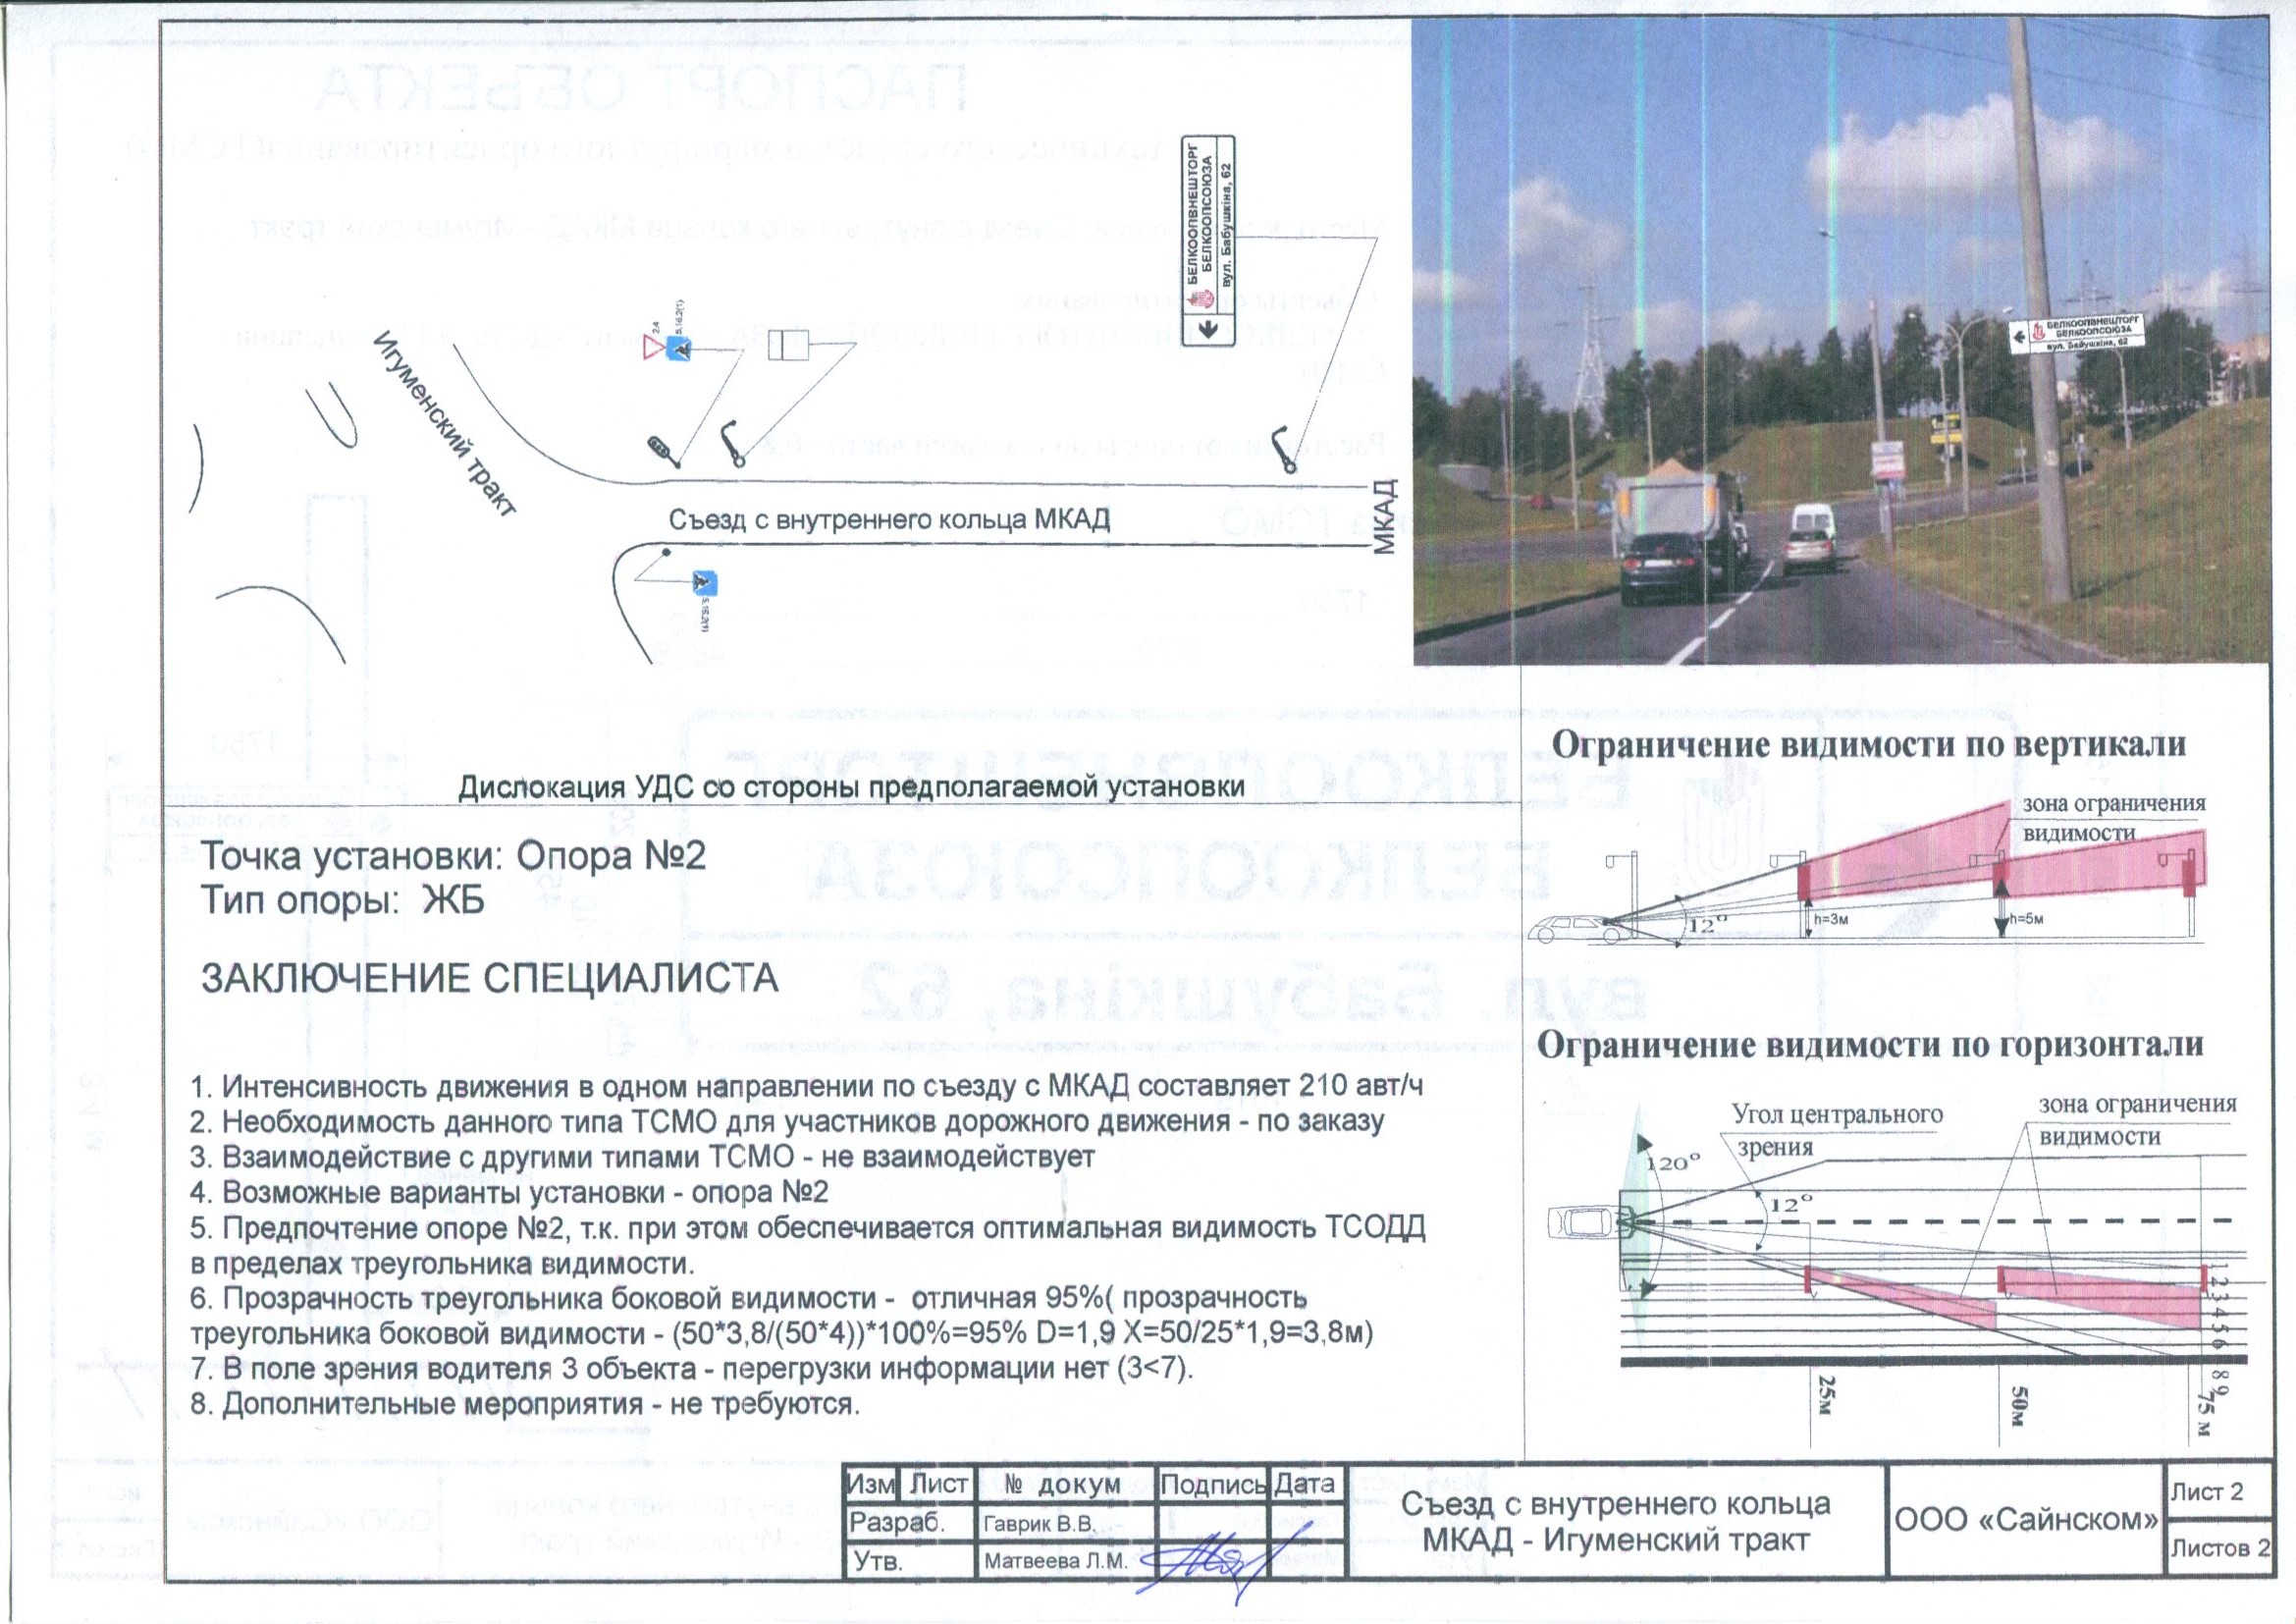 БЕЛКООПВНЕШТОРГ
БЕЛКООПСОЮЗА
вул. Бабушкіна, 62
2.4
5.16.2(1)
Игуменский тракт
Съезд с внутреннего кольца МКАД
МКАД
5.16.2(1)
БЕЛКООПВНЕШТОРГ
БЕЛКООПСОЮЗА
вул. Бабушкіна, 62
Дислокация УДС со стороны предполагаемой установки
Точка установки: Опора №2
Тип опоры: ЖБ
ЗАКЛЮЧЕНИЕ СПЕЦИАЛИСТА
1. Интенсивность движения в одном направлении по съезду с МКАД составляет 210 авт/ч
2. Необходимость данного типа ТСМО для участников дорожного движения - по заказу
3. Взаимодействие с другими типами ТСМО - не взаимодействует
4. Возможные варианты установки - опора №2
5. Предпочтение опоре №2, т.к. при этом обеспечивается оптимальная видимость ТСОДД
в пределах треугольника видимости.
6. Прозрачность треугольника боковой видимости - отличная 95%( прозрачность
треугольника боковой видимости - (50*3,8/(50*4))*100%=95% D=1,9 X=50/25*1,9=3,8м)
7. В поле зрения водителя 3 объекта - перегрузки информации нет (3<7).
8. Дополнительные мероприятия - не требуются.
Ограничение видимости по вертикали
зона ограничения
видимости
12°
h=3м
h=5м
Ограничение видимости по горизонтали
Угол центрального
зрения
зона ограничения
видимости
120°
12°
1 2 3 4 5 6 8 9
25м
50м
75 м
Изм Лист № докум Подпись Дата
Разраб. Гаврик В.В.
Утв. Матвеева Л.М.
Съезд с внутреннего кольца
МКАД - Игуменский тракт
ООО «Сайнском»
Лист 2
Листов 2